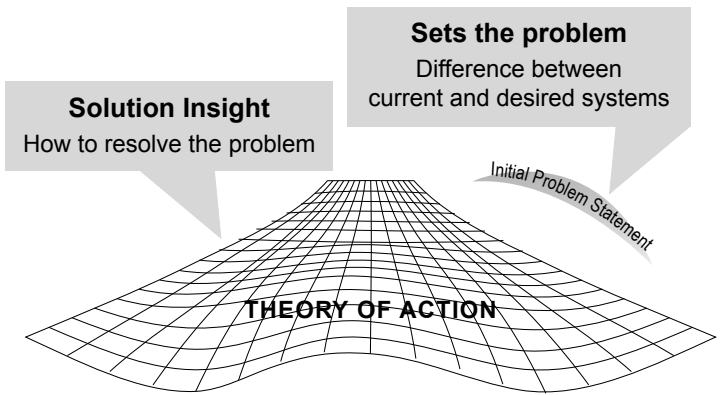 Sets the problem
Difference between
current and desired systems
Solution Insight
How to resolve the problem
Initial Problem Statement
THEORY OF ACTION